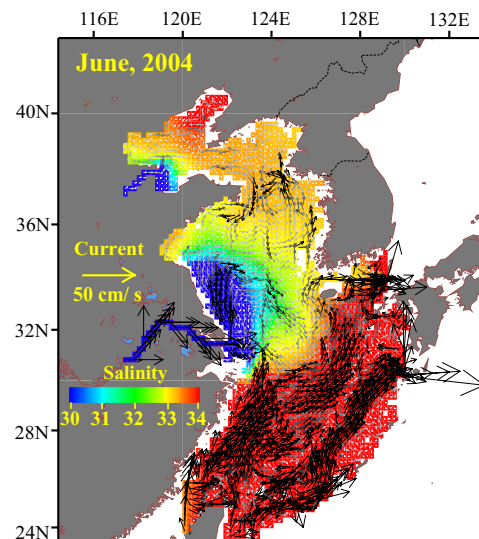 116E 120E 124E 128E 132E
June, 2004
40N
36N
Current
50 cm/ s
32N
Salinity
30 31 32 33 34
28N
24N